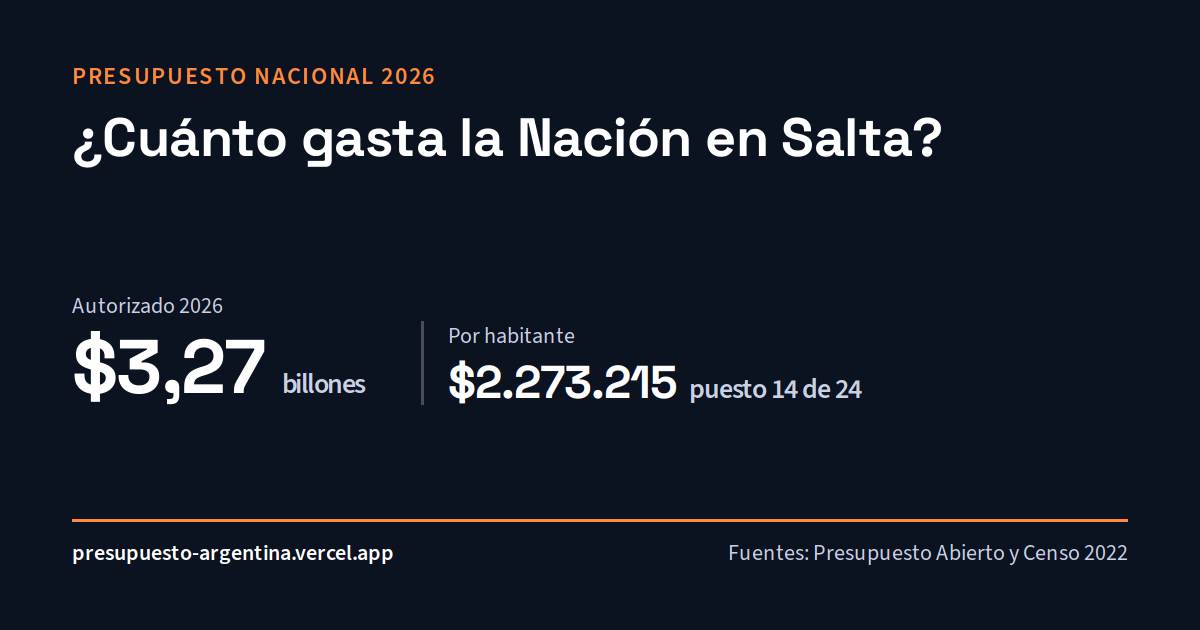 PRESUPUESTO NACIONAL 2026
¿Cuánto gasta la Nación en Salta?
Autorizado 2026
$3,27 billones
Por habitante
$2.273.215 puesto 14 de 24
presupuesto-argentina.vercel.app
Fuentes: Presupuesto Abierto y Censo 2022